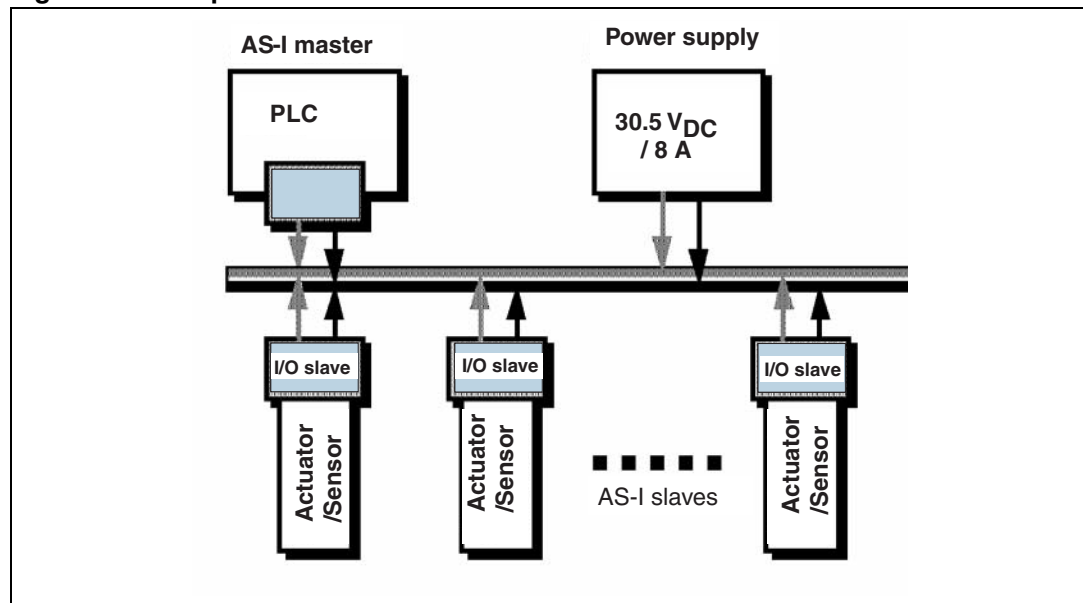 AS-I master
Power supply
PLC
30.5 VDC
/ 8 A
I/O slave
I/O slave
I/O slave
Actuator
/Sensor
Actuator
/Sensor
Actuator
/Sensor
AS-I slaves